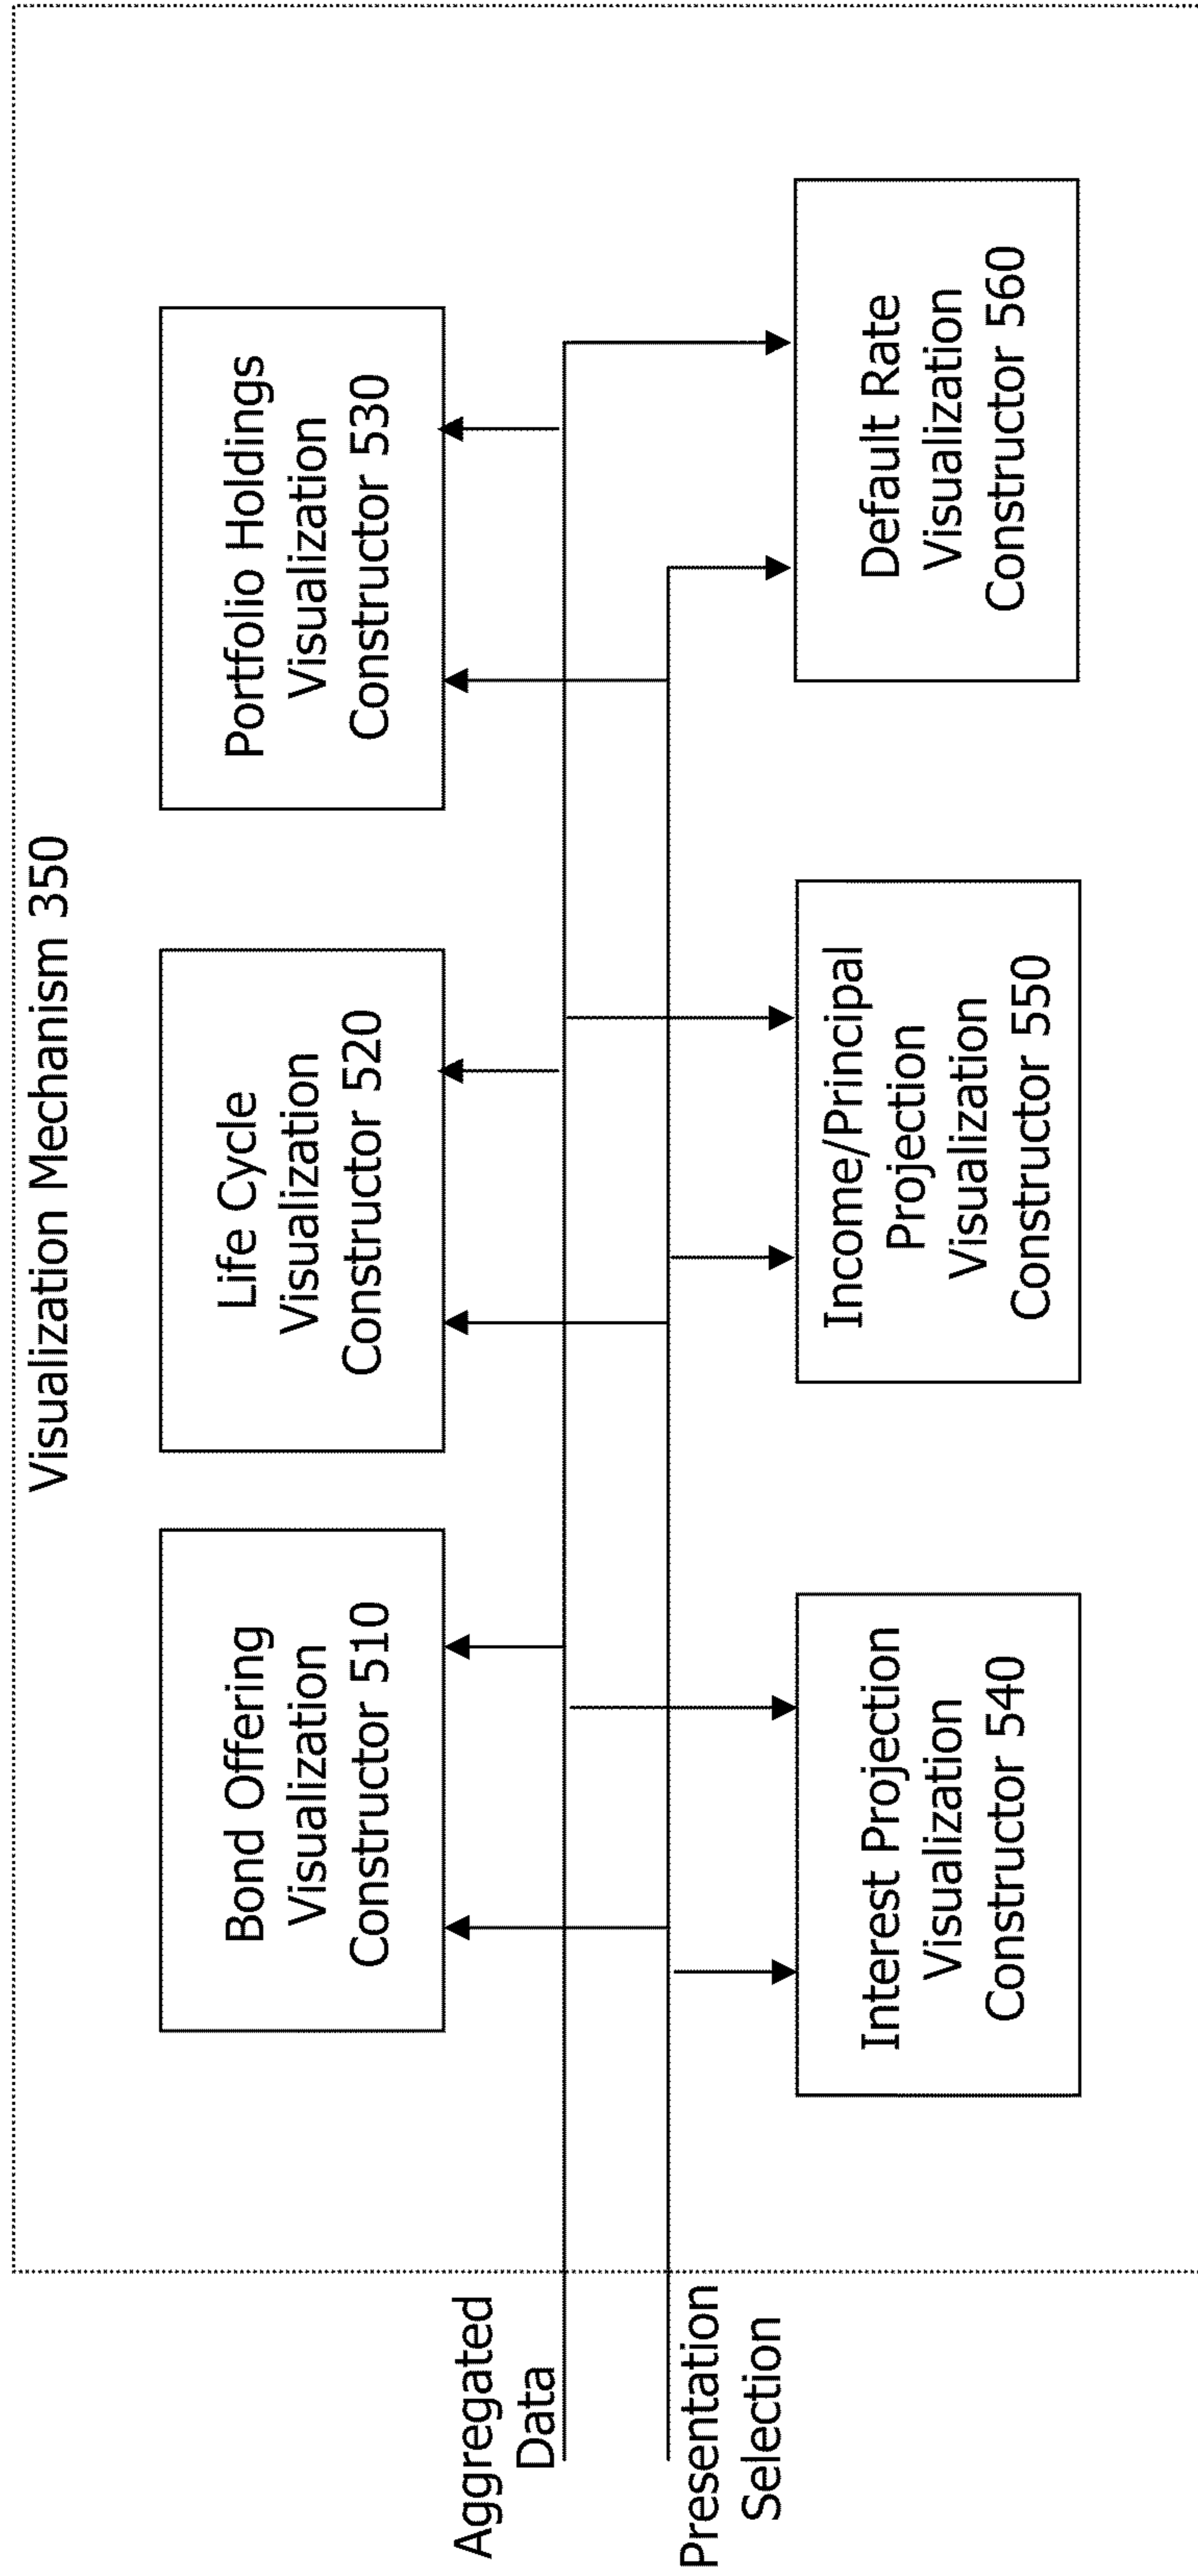 Visualization Mechanism 350
Bond Offering
Visualization
Constructor 510
Life Cycle
Visualization
Constructor 520
Portfolio Holdings
Visualization
Constructor 530
Aggregated
Data
Presentation
Selection
Interest Projection
Visualization
Constructor 540
Income/Principal
Projection
Visualization
Constructor 550
Default Rate
Visualization
Constructor 560